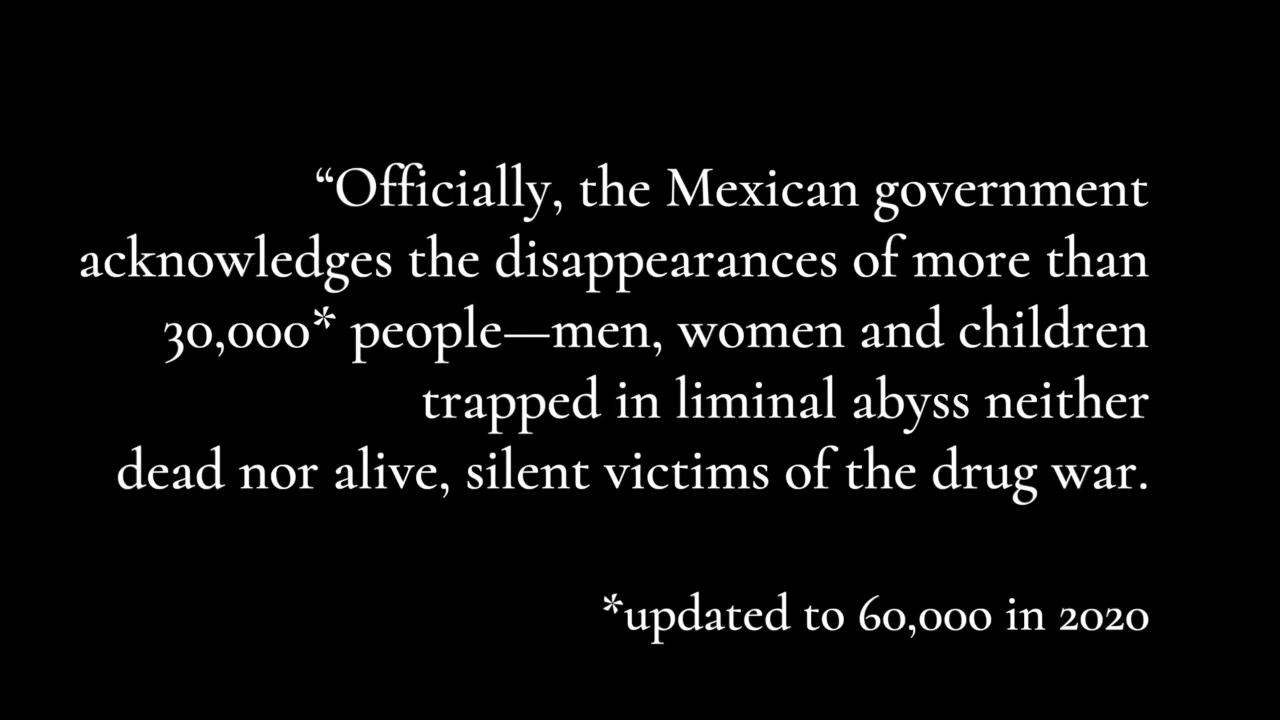 “Officially, the Mexican government
acknowledges the disappearances of more than
30,000* people—men, women and children
trapped in liminal abyss neither
dead nor alive, silent victims of the drug war.
*updated to 60,000 in 2020